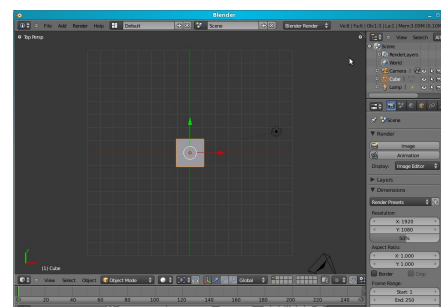 Blender
File Add Render Help Default Scene Blender Render
Top Persp
View Search All
Scene
RenderLayers
World
Camera
Cube
Lamp
Scene
Render
Image
Animation
Display: Image Editor
Layers
Dimensions
Render Presets
Resolution:
X: 1920
Y: 1080
50%
Aspect Ratio:
X: 1.000
Y: 1.000
Border Crop
Frame Range:
Start: 1
End: 250
(1) Cube
View Select Object Object Mode Global
0 20 40 60 80 100 120 140 160 180 200 220 240